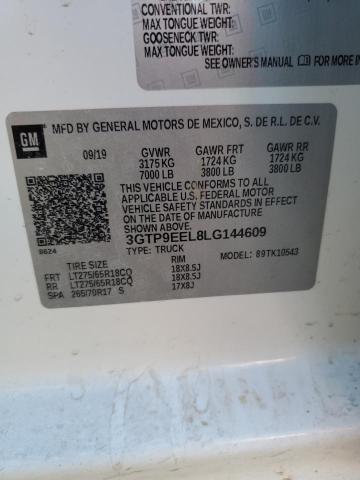 CONVENTIONAL TWR:
MAX TONGUE WEIGHT:
GOOSENECK TWR:
MAX TONGUE WEIGHT:
SEE OWNER'S MANUAL FOR
GM
MFD BY GENERAL MOTORS DE MEXICO, S. DE R.L. DE C.V.
09/19 GVWR GAWR FRT GAWR RR
3175 KG 1724 KG 1724 KG
7000 LB 3800 LB 3800 LB
THIS VEHICLE CONFORMS TO ALL
APPLICABLE U.S. FEDERAL MOTOR
VEHICLE SAFETY STANDARDS IN EFFECT ON
THE DATE OF MANUFACTURE SHOWN ABOVE.
3GTP9EEL8LG144609
8624 TYPE: TRUCK MODEL: 89TK10543
TIRE SIZE RIM
FRT LT275/65R18CQ 18X8.5J
RR LT275/65R18CQ 18X8.5J
SPA 265/70R17 S 17X8J